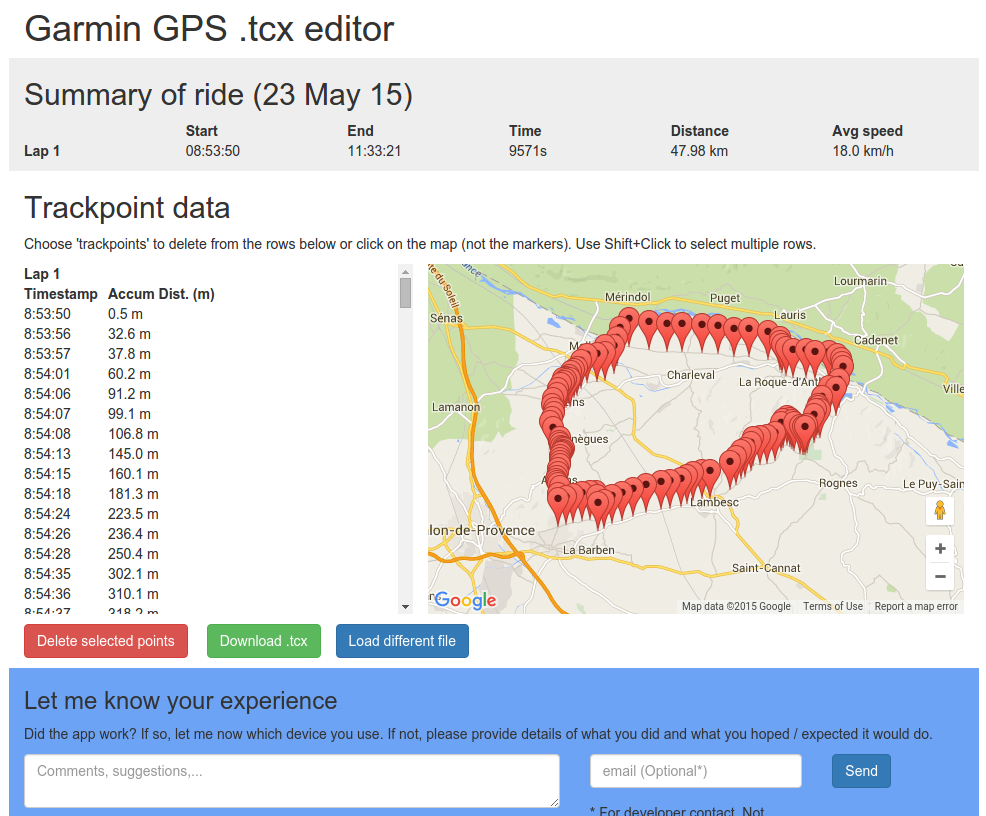 Garmin GPS .tcx editor
Summary of ride (23 May 15)
Start End Time Distance Avg speed
Lap 1 08:53:50 11:33:21 9571s 47.98 km 18.0 km/h
Trackpoint data
Choose 'trackpoints' to delete from the rows below or click on the map (not the markers). Use Shift+Click to select multiple rows.
Lap 1
Timestamp Accum Dist. (m)
8:53:50 0.5 m
8:53:56 32.6 m
8:53:57 37.8 m
8:54:01 60.2 m
8:54:06 91.2 m
8:54:07 99.1 m
8:54:08 106.8 m
8:54:13 145.0 m
8:54:15 160.1 m
8:54:18 181.3 m
8:54:24 223.5 m
8:54:26 236.4 m
8:54:28 250.4 m
8:54:35 302.1 m
8:54:36 310.1 m
8:54:37 318.2 m
Lourmarin
Mérindol
Puget
Sénas
Lauris
Cadenet
Charleval
La Roque-d'Anth
Ville
Lamanon
nègues
Rognes
Le Puy-Sain
Lambesc
lon-de-Provence
La Barben
Saint-Cannat
+
−
Google
Map data ©2015 Google Terms of Use Report a map error
Delete selected points Download .tcx Load different file
Let me know your experience
Did the app work? If so, let me now which device you use. If not, please provide details of what you did and what you hoped / expected it would do.
Comments, suggestions,... email (Optional*) Send
* For developer contact. Not